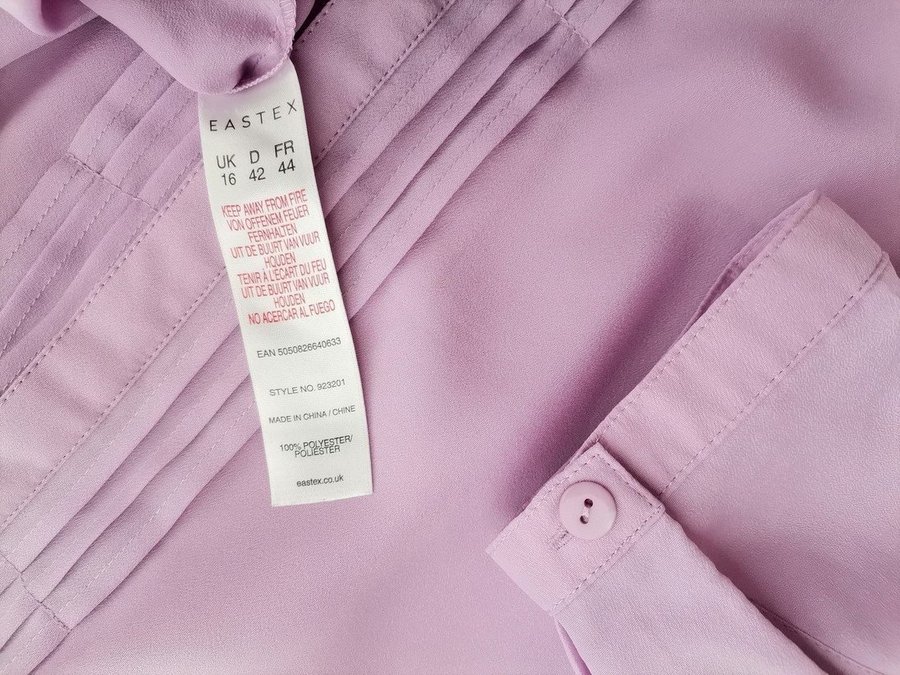 EASTEX
UK D FR
16 42 44
KEEP AWAY FROM FIRE
VON OFFENEM FEUER
FERNHALTEN
UIT DE BUURT VAN VUUR
HOUDEN
TENIR À L'ÉCART DU FEU
UIT DE BUURT VAN VUUR
HOUDEN
NO ACERCAR AL FUEGO
EAN 5050826640633
STYLE NO. 923201
MADE IN CHINA / CHINE
100% POLYESTER/
POLIESTER
eastex.co.uk